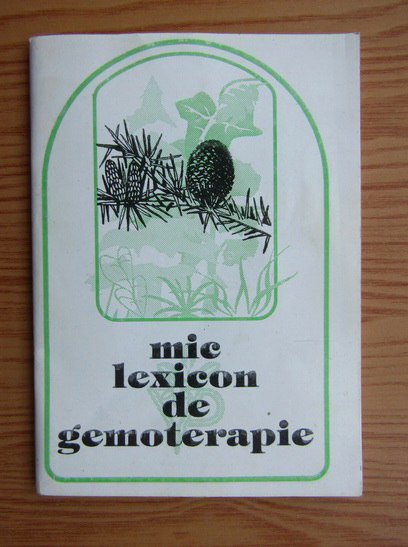 mic
lexicon
de
gemoterapie